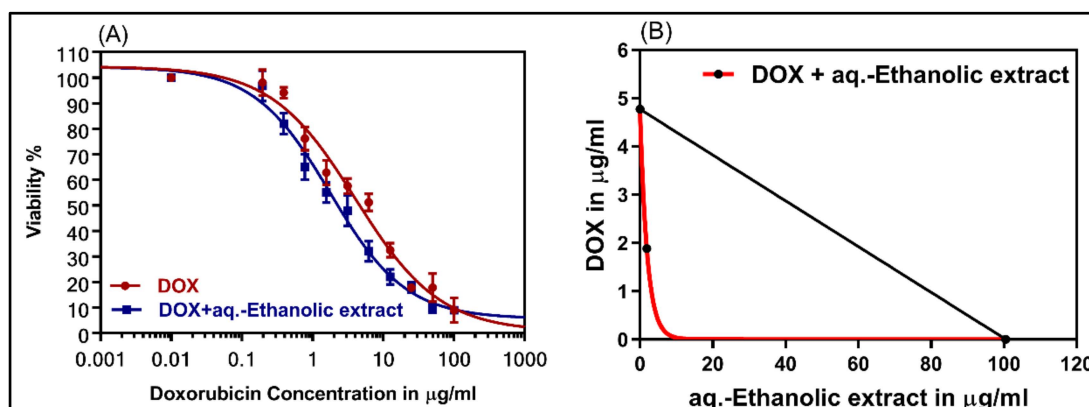 (A)
110
100
90
80
70
60
50
40
30
20
10
0
Viability %
DOX
DOX+aq.-Ethanolic extract
0.001 0.01 0.1 1 10 100 1000
Doxorubicin Concentration in μg/ml
(B)
6
5
4
3
2
1
0
DOX in μg/ml
DOX + aq.-Ethanolic extract
0 20 40 60 80 100 120
aq.-Ethanolic extract in μg/ml